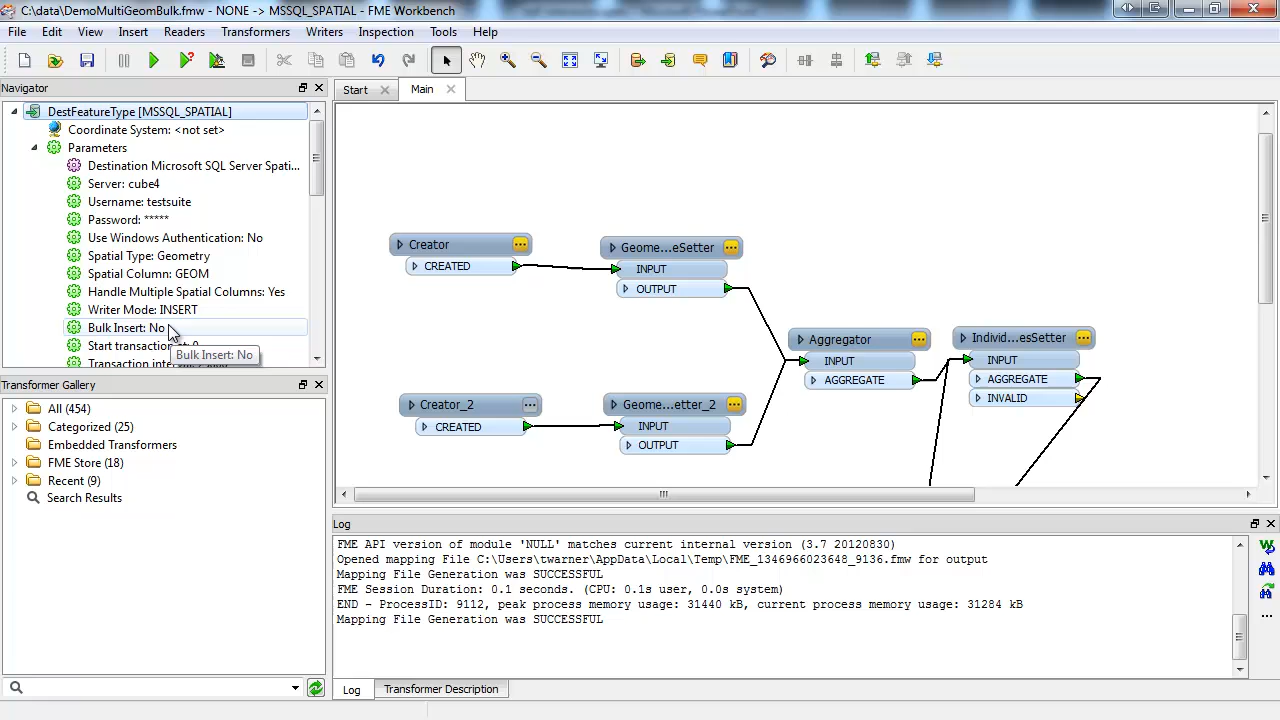 C:\data\DemoMultiGeomBulk.fmw - NONE -> MSSQL_SPATIAL - FME Workbench
File Edit View Insert Readers Transformers Writers Inspection Tools Help
Navigator
DestFeatureType [MSSQL_SPATIAL]
Coordinate System: <not set>
Parameters
Destination Microsoft SQL Server Spati...
Server: cube4
Username: testsuite
Password: *****
Use Windows Authentication: No
Spatial Type: Geometry
Spatial Column: GEOM
Handle Multiple Spatial Columns: Yes
Writer Mode: INSERT
Bulk Insert: No
Start transaction at: 0
Bulk Insert: No
Transaction
Transformer Gallery
All (454)
Categorized (25)
Embedded Transformers
FME Store (18)
Recent (9)
Search Results
Start Main
Creator
CREATED
Geome...eSetter
INPUT
OUTPUT
Creator_2
CREATED
Geome...etter_2
INPUT
OUTPUT
Aggregator
INPUT
AGGREGATE
Individ...esSetter
INPUT
AGGREGATE
INVALID
Log
FME API version of module 'NULL' matches current internal version (3.7 20120830)
Opened mapping File C:\Users\twarner\AppData\Local\Temp\FME_1346966023648_9136.fmw for output
Mapping File Generation was SUCCESSFUL
FME Session Duration: 0.1 seconds. (CPU: 0.1s user, 0.0s system)
END - ProcessID: 9112, peak process memory usage: 31440 kB, current process memory usage: 31284 kB
Mapping File Generation was SUCCESSFUL
Log Transformer Description